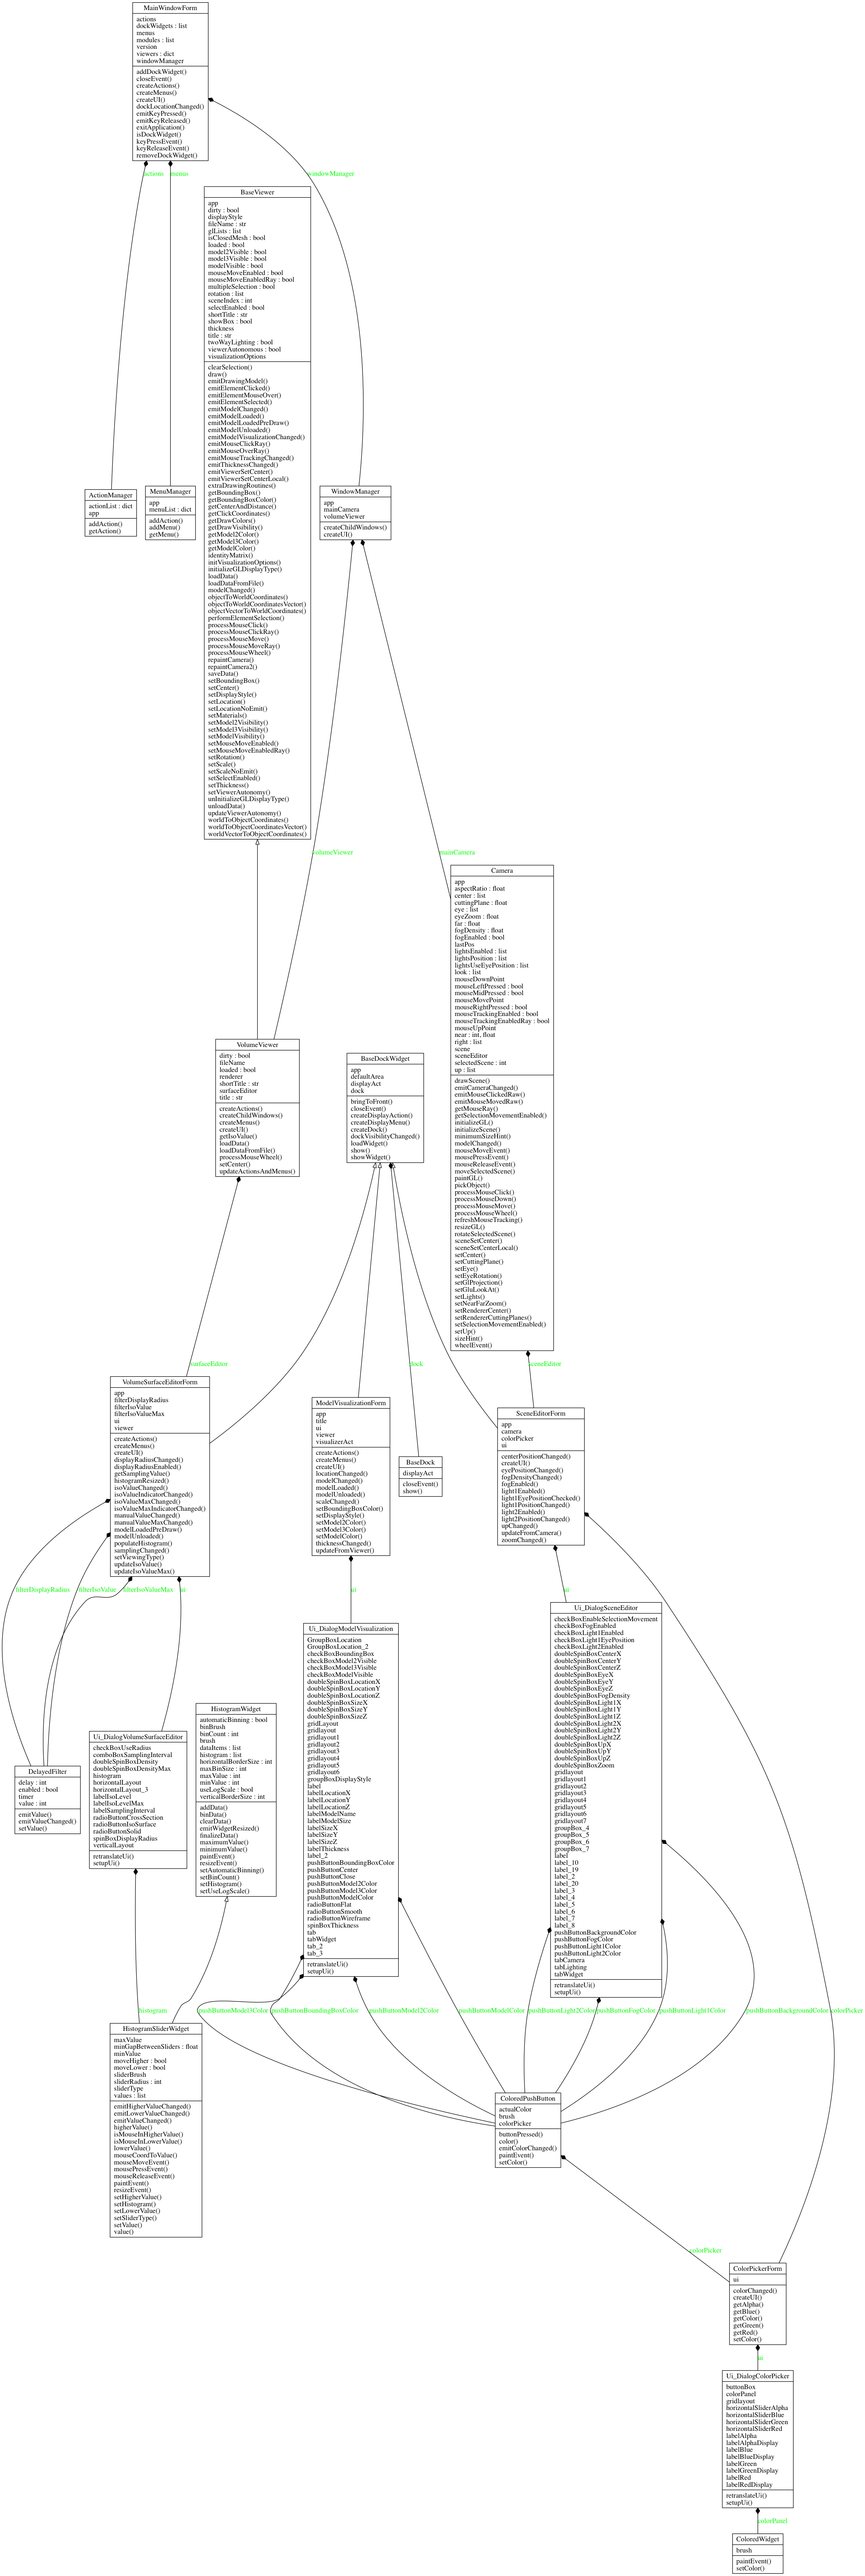 MainWindowForm
actions
dockWidgets : list
menus
modules : list
version
viewers : dict
windowManager
addDockWidget()
closeEvent()
createActions()
createMenus()
createUI()
dockLocationChanged()
emitKeyPressed()
emitKeyReleased()
exitApplication()
isDockWidget()
keyPressEvent()
keyReleaseEvent()
removeDockWidget()
actions
menus
windowManager
BaseViewer
app
dirty : bool
displayStyle
fileName : str
glLists : list
isClosedMesh : bool
loaded : bool
model2Visible : bool
model3Visible : bool
modelVisible : bool
mouseMoveEnabled : bool
mouseMoveEnabledRay : bool
multipleSelection : bool
rotation : list
sceneIndex : int
selectEnabled : bool
shortTitle : str
showBox : bool
thickness
title : str
twoWayLighting : bool
viewerAutonomous : bool
visualizationOptions
clearSelection()
draw()
emitDrawingModel()
emitElementClicked()
emitElementMouseOver()
emitElementSelected()
emitModelChanged()
emitModelLoaded()
emitModelLoadedPreDraw()
emitModelUnloaded()
emitModelVisualizationChanged()
emitMouseClickRay()
emitMouseOverRay()
emitMouseTrackingChanged()
emitThicknessChanged()
emitViewerSetCenter()
emitViewerSetCenterLocal()
extraDrawingRoutines()
getBoundingBox()
getBoundingBoxColor()
getCenterAndDistance()
getClickCoordinates()
getDrawColors()
getDrawVisibility()
getModel2Color()
getModel3Color()
getModelColor()
identityMatrix()
initVisualizationOptions()
initializeGLDisplayType()
loadData()
loadDataFromFile()
modelChanged()
objectToWorldCoordinates()
objectToWorldCoordinatesVector()
objectVectorToWorldCoordinates()
performElementSelection()
processMouseClick()
processMouseClickRay()
processMouseMove()
processMouseMoveRay()
processMouseWheel()
repaintCamera()
repaintCamera2()
saveData()
setBoundingBox()
setCenter()
setDisplayStyle()
setLocation()
setLocationNoEmit()
setMaterials()
setModel2Visibility()
setModel3Visibility()
setModelVisibility()
setMouseMoveEnabled()
setMouseMoveEnabledRay()
setRotation()
setScale()
setScaleNoEmit()
setSelectEnabled()
setThickness()
setViewerAutonomy()
unInitializeGLDisplayType()
unloadData()
updateViewerAutonomy()
worldToObjectCoordinates()
worldToObjectCoordinatesVector()
worldVectorToObjectCoordinates()
ActionManager
actionList : dict
app
addAction()
getAction()
MenuManager
app
menuList : dict
addAction()
addMenu()
getMenu()
WindowManager
app
mainCamera
volumeViewer
createChildWindows()
createUI()
volumeViewer
mainCamera
Camera
app
aspectRatio : float
center : list
cuttingPlane : float
eye : list
eyeZoom : float
far : float
fogDensity : float
fogEnabled : bool
lastPos
lightsEnabled : list
lightsPosition : list
lightsUseEyePosition : list
look : list
mouseDownPoint
mouseLeftPressed : bool
mouseMidPressed : bool
mouseMovePoint
mouseRightPressed : bool
mouseTrackingEnabled : bool
mouseTrackingEnabledRay : bool
mouseUpPoint
near : int, float
right : list
scene
sceneEditor
selectedScene : int
up : list
drawScene()
emitCameraChanged()
emitMouseClickedRaw()
emitMouseMovedRaw()
getMouseRay()
getSelectionMovementEnabled()
initializeGL()
initializeScene()
minimumSizeHint()
modelChanged()
mouseMoveEvent()
mousePressEvent()
mouseReleaseEvent()
moveSelectedScene()
paintGL()
pickObject()
processMouseClick()
processMouseDown()
processMouseMove()
processMouseWheel()
refreshMouseTracking()
resizeGL()
rotateSelectedScene()
sceneSetCenter()
sceneSetCenterLocal()
setCenter()
setCuttingPlane()
setEye()
setEyeRotation()
setGlProjection()
setGluLookAt()
setLights()
setNearFarZoom()
setRendererCenter()
setRendererCuttingPlanes()
setSelectionMovementEnabled()
setUp()
sizeHint()
wheelEvent()
VolumeViewer
dirty : bool
fileName
loaded : bool
renderer
shortTitle : str
surfaceEditor
title : str
createActions()
createChildWindows()
createMenus()
createUI()
getIsoValue()
loadData()
loadDataFromFile()
processMouseWheel()
setCenter()
updateActionsAndMenus()
BaseDockWidget
app
defaultArea
displayAct
dock
bringToFront()
closeEvent()
createDisplayAction()
createDisplayMenu()
createDock()
dockVisibilityChanged()
loadWidget()
show()
showWidget()
surfaceEditor
dock
sceneEditor
VolumeSurfaceEditorForm
app
filterDisplayRadius
filterIsoValue
filterIsoValueMax
ui
viewer
createActions()
createMenus()
createUI()
displayRadiusChanged()
displayRadiusEnabled()
getSamplingValue()
histogramResized()
isoValueChanged()
isoValueIndicatorChanged()
isoValueMaxChanged()
isoValueMaxIndicatorChanged()
manualValueChanged()
manualValueMaxChanged()
modelLoadedPreDraw()
modelUnloaded()
populateHistogram()
samplingChanged()
setViewingType()
updateIsoValue()
updateIsoValueMax()
ModelVisualizationForm
app
title
ui
viewer
visualizerAct
createActions()
createMenus()
createUI()
locationChanged()
modelChanged()
modelLoaded()
modelUnloaded()
scaleChanged()
setBoundingBoxColor()
setDisplayStyle()
setModel2Color()
setModel3Color()
setModelColor()
thicknessChanged()
updateFromViewer()
BaseDock
displayAct
closeEvent()
show()
SceneEditorForm
app
camera
colorPicker
ui
centerPositionChanged()
createUI()
eyePositionChanged()
fogDensityChanged()
fogEnabled()
light1Enabled()
light1EyePositionChecked()
light1PositionChanged()
light2Enabled()
light2PositionChanged()
upChanged()
updateFromCamera()
zoomChanged()
filterDisplayRadius
filterIsoValue
filterIsoValueMax
ui
ui
ui
DelayedFilter
delay : int
enabled : bool
timer
value : int
emitValue()
emitValueChanged()
setValue()
Ui_DialogVolumeSurfaceEditor
checkBoxUseRadius
comboBoxSamplingInterval
doubleSpinBoxDensity
doubleSpinBoxDensityMax
histogram
horizontalLayout
horizontalLayout_3
labelIsoLevel
labelIsoLevelMax
labelSamplingInterval
radioButtonCrossSection
radioButtonIsoSurface
radioButtonSolid
spinBoxDisplayRadius
verticalLayout
retranslateUi()
setupUi()
HistogramWidget
automaticBinning : bool
binBrush
binCount : int
brush
dataItems : list
histogram : list
horizontalBorderSize : int
maxBinSize : int
maxValue : int
minValue : int
useLogScale : bool
verticalBorderSize : int
addData()
binData()
clearData()
emitWidgetResized()
finalizeData()
maximumValue()
minimumValue()
paintEvent()
resizeEvent()
setAutomaticBinning()
setBinCount()
setHistogram()
setUseLogScale()
Ui_DialogModelVisualization
GroupBoxLocation
GroupBoxLocation_2
checkBoxBoundingBox
checkBoxModel2Visible
checkBoxModel3Visible
checkBoxModelVisible
doubleSpinBoxLocationX
doubleSpinBoxLocationY
doubleSpinBoxLocationZ
doubleSpinBoxSizeX
doubleSpinBoxSizeY
doubleSpinBoxSizeZ
gridLayout
gridlayout
gridlayout1
gridlayout2
gridlayout3
gridlayout4
gridlayout5
gridlayout6
groupBoxDisplayStyle
label
labelLocationX
labelLocationY
labelLocationZ
labelModelName
labelModelSize
labelSizeX
labelSizeY
labelSizeZ
labelThickness
label_2
pushButtonBoundingBoxColor
pushButtonCenter
pushButtonClose
pushButtonModel2Color
pushButtonModel3Color
pushButtonModelColor
radioButtonFlat
radioButtonSmooth
radioButtonWireframe
spinBoxThickness
tab
tabWidget
tab_2
tab_3
retranslateUi()
setupUi()
Ui_DialogSceneEditor
checkBoxEnableSelectionMovement
checkBoxFogEnabled
checkBoxLight1Enabled
checkBoxLight1EyePosition
checkBoxLight2Enabled
doubleSpinBoxCenterX
doubleSpinBoxCenterY
doubleSpinBoxCenterZ
doubleSpinBoxEyeX
doubleSpinBoxEyeY
doubleSpinBoxEyeZ
doubleSpinBoxFogDensity
doubleSpinBoxLight1X
doubleSpinBoxLight1Y
doubleSpinBoxLight1Z
doubleSpinBoxLight2X
doubleSpinBoxLight2Y
doubleSpinBoxLight2Z
doubleSpinBoxUpX
doubleSpinBoxUpY
doubleSpinBoxUpZ
doubleSpinBoxZoom
gridlayout
gridlayout1
gridlayout2
gridlayout3
gridlayout4
gridlayout5
gridlayout6
gridlayout7
groupBox_4
groupBox_5
groupBox_6
groupBox_7
label
label_10
label_19
label_2
label_20
label_3
label_4
label_5
label_6
label_7
label_8
pushButtonBackgroundColor
pushButtonFogColor
pushButtonLight1Color
pushButtonLight2Color
tabCamera
tabLighting
tabWidget
retranslateUi()
setupUi()
histogram
pushButtonModel3Color
pushButtonBoundingBoxColor
pushButtonModel2Color
pushButtonModelColor
pushButtonLight2Color
pushButtonFogColor
pushButtonLight1Color
pushButtonBackgroundColor
colorPicker
HistogramSliderWidget
maxValue
minGapBetweenSliders : float
minValue
moveHigher : bool
moveLower : bool
sliderBrush
sliderRadius : int
sliderType
values : list
emitHigherValueChanged()
emitLowerValueChanged()
emitValueChanged()
higherValue()
isMouseInHigherValue()
isMouseInLowerValue()
lowerValue()
mouseCoordToValue()
mouseMoveEvent()
mousePressEvent()
mouseReleaseEvent()
paintEvent()
resizeEvent()
setHigherValue()
setHistogram()
setLowerValue()
setSliderType()
setValue()
value()
ColoredPushButton
actualColor
brush
colorPicker
buttonPressed()
color()
emitColorChanged()
paintEvent()
setColor()
colorPicker
ColorPickerForm
ui
colorChanged()
createUI()
getAlpha()
getBlue()
getColor()
getGreen()
getRed()
setColor()
ui
Ui_DialogColorPicker
buttonBox
colorPanel
gridlayout
horizontalSliderAlpha
horizontalSliderBlue
horizontalSliderGreen
horizontalSliderRed
labelAlpha
labelAlphaDisplay
labelBlue
labelBlueDisplay
labelGreen
labelGreenDisplay
labelRed
labelRedDisplay
retranslateUi()
setupUi()
colorPanel
ColoredWidget
brush
paintEvent()
setColor()